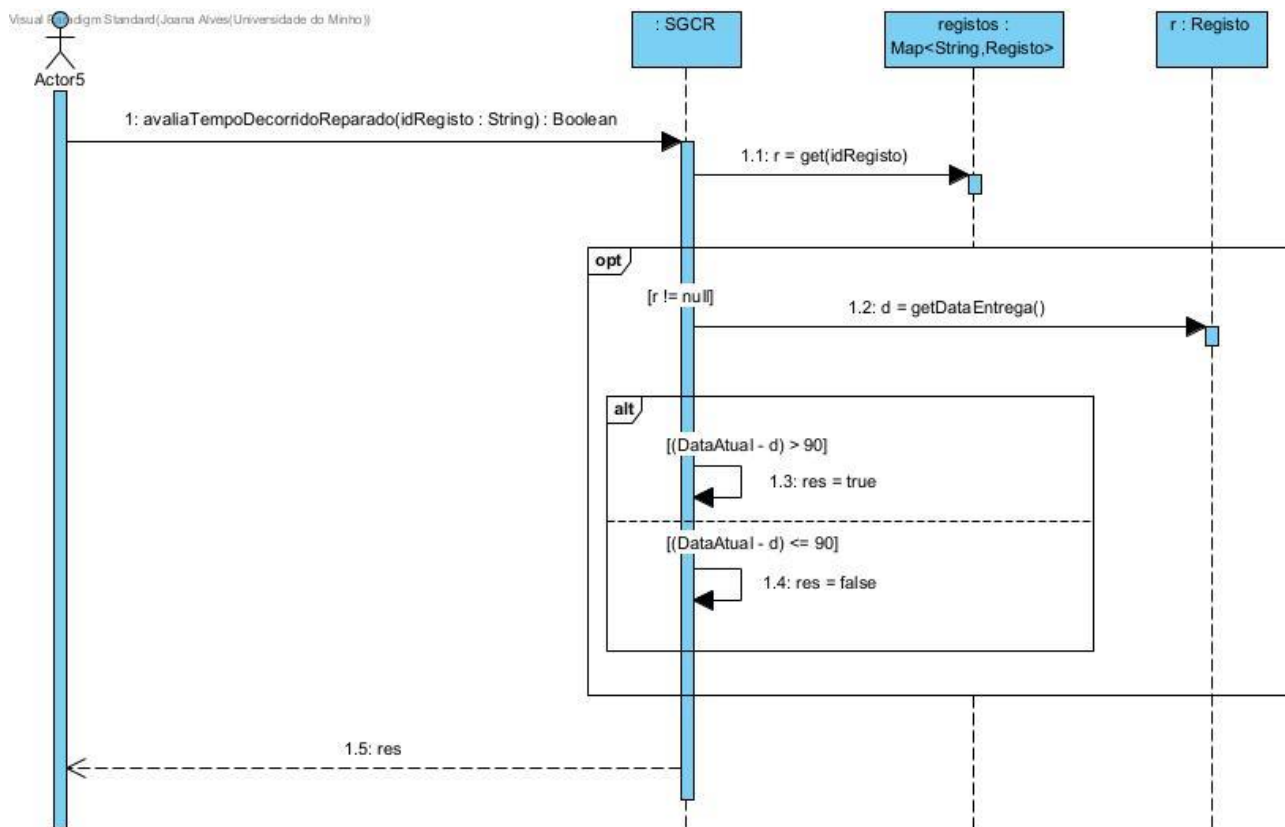 Visual Paradigm Standard(Joana Alves(Universidade do Minho))
Actor5
: SGCR
registos :
Map<String,Registo>
r : Registo
1: avaliaTempoDecorridoReparado(idRegisto : String) : Boolean
1.1: r = get(idRegisto)
opt
[r != null]
1.2: d = getDataEntrega()
alt
[(DataAtual - d) > 90]
1.3: res = true
[(DataAtual - d) <= 90]
1.4: res = false
1.5: res